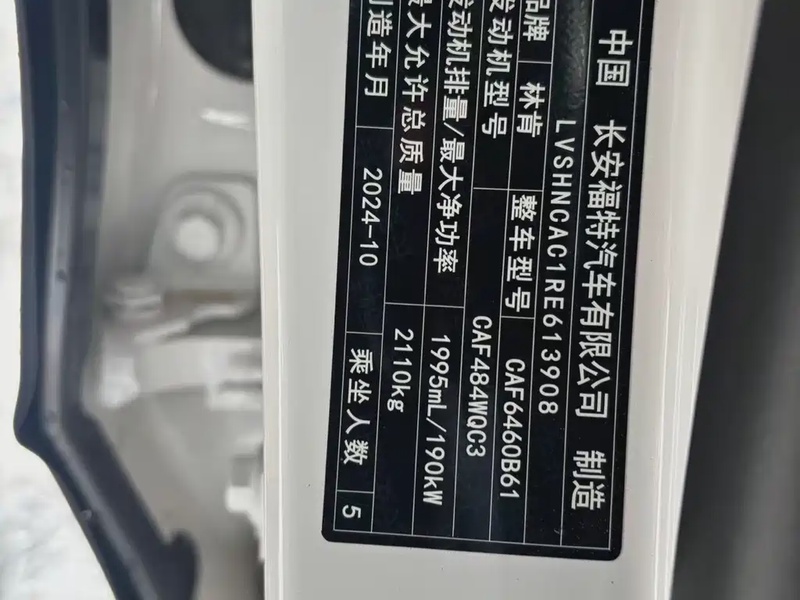 中国 长安福特汽车有限公司 制造
LVSHNCAC1RE613908
品牌 林肯 整车型号 CAF6460B61
发动机型号 CAF484WQC3
发动机排量/最大净功率 1995mL/190kW
最大允许总质量 2110kg
制造年月 2024-10 乘坐人数 5